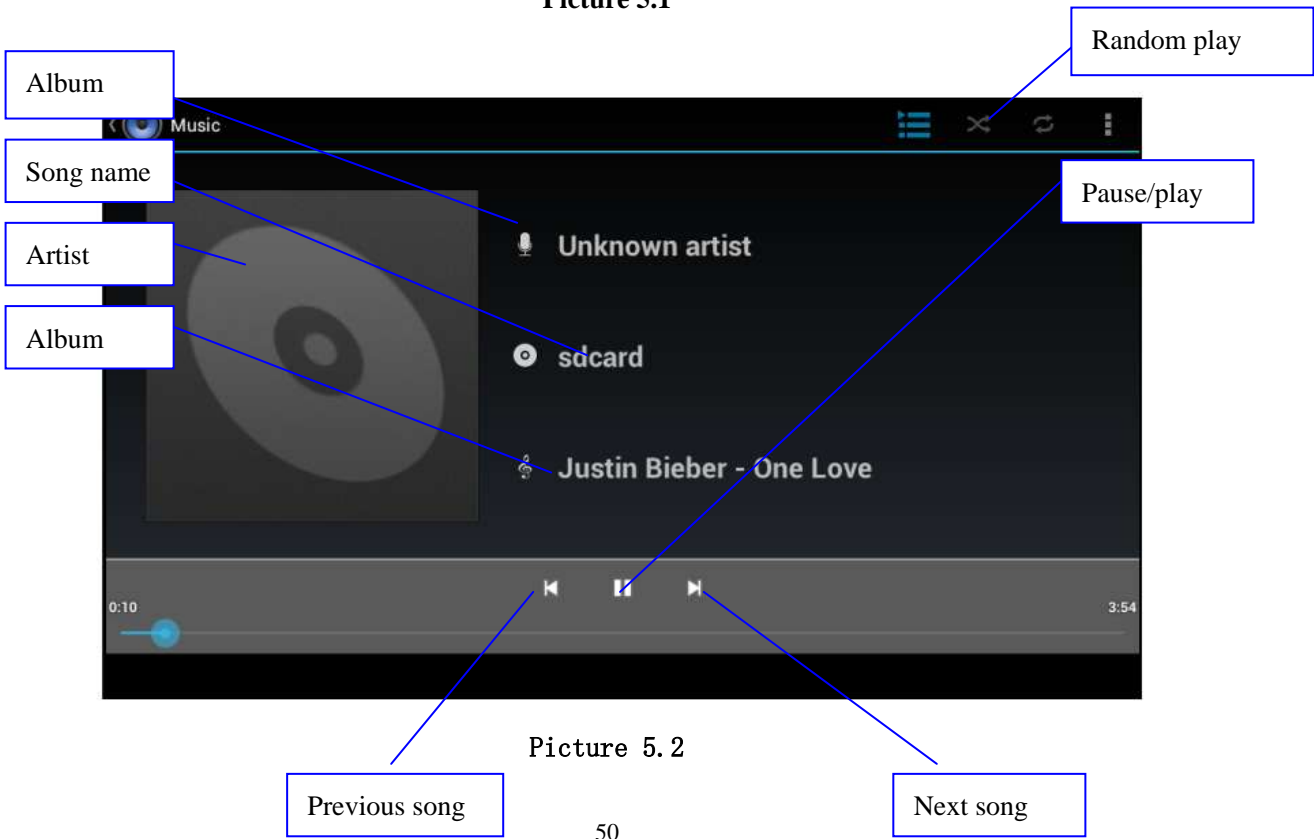 Picture 5.1
Random play
Album
Music
Song name
Pause/play
Artist
Unknown artist
Album
sdcard
Justin Bieber - One Love
0:10
3:54
Picture 5.2
Previous song
Next song
50